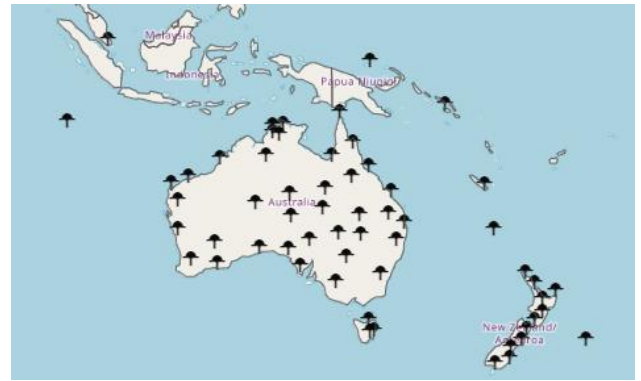 Malaysia
Indonesia
Papua Niugini
Australia
New Zealand/
Aotearoa